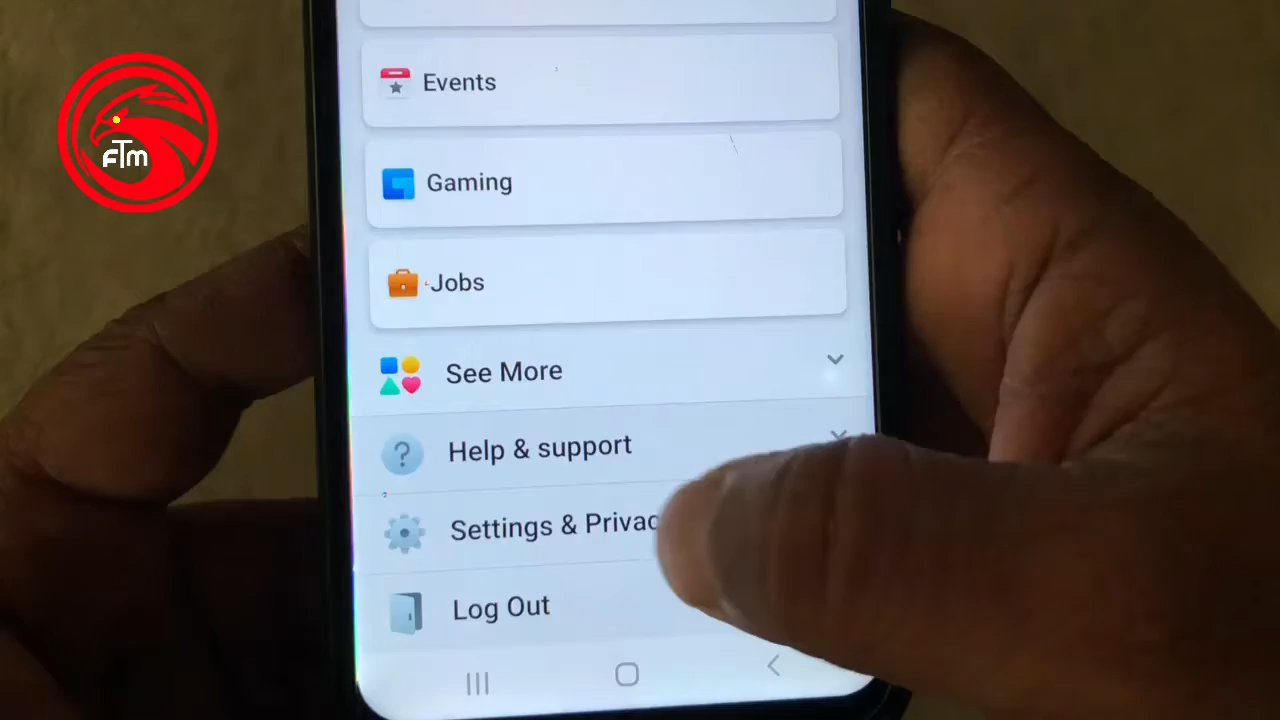 Events
Gaming
Jobs
See More
Help & support
Settings & Privac
Log Out
FTM